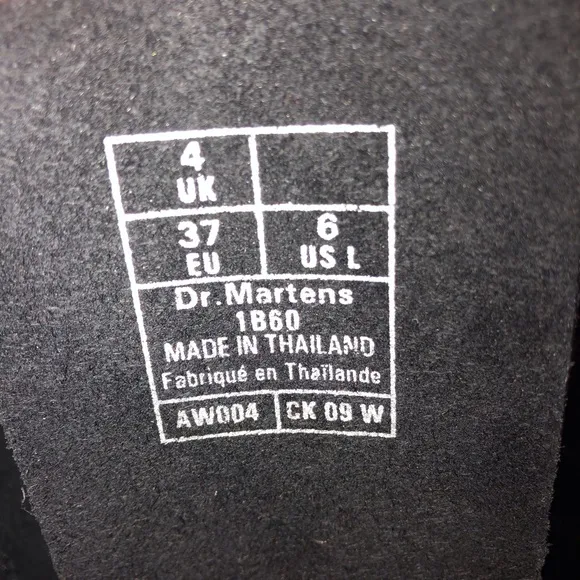 4
UK
37
EU
6
US L
Dr.Martens
1B60
MADE IN THAILAND
Fabriqué en Thaïlande
AW004
CK 09 W